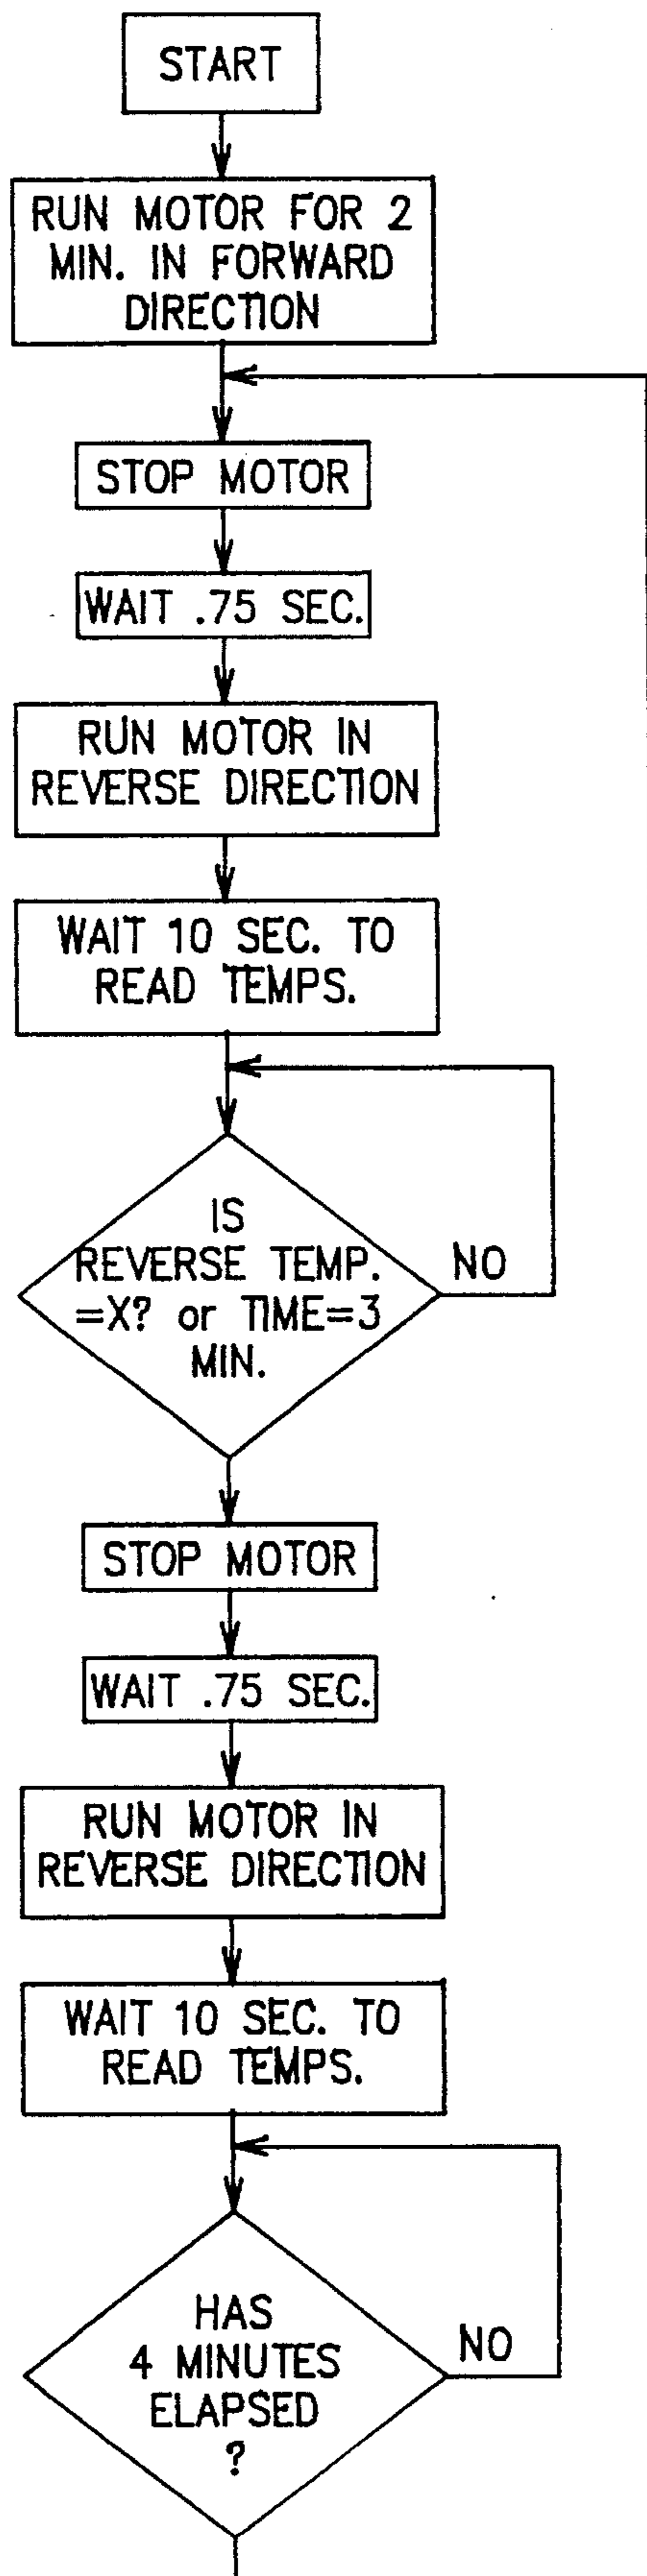 START
RUN MOTOR FOR 2
MIN. IN FORWARD
DIRECTION
STOP MOTOR
WAIT .75 SEC.
RUN MOTOR IN
REVERSE DIRECTION
WAIT 10 SEC. TO
READ TEMPS.
IS
REVERSE TEMP.
=X? or TIME=3
MIN.
NO
STOP MOTOR
WAIT .75 SEC.
RUN MOTOR IN
REVERSE DIRECTION
WAIT 10 SEC. TO
READ TEMPS.
HAS
4 MINUTES
ELAPSED
?
NO